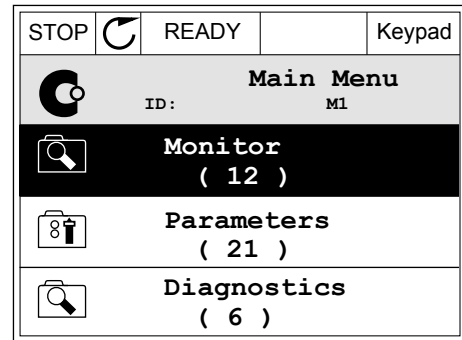 STOP READY Keypad
Main Menu
ID: M1
Monitor
( 12 )
Parameters
( 21 )
Diagnostics
( 6 )